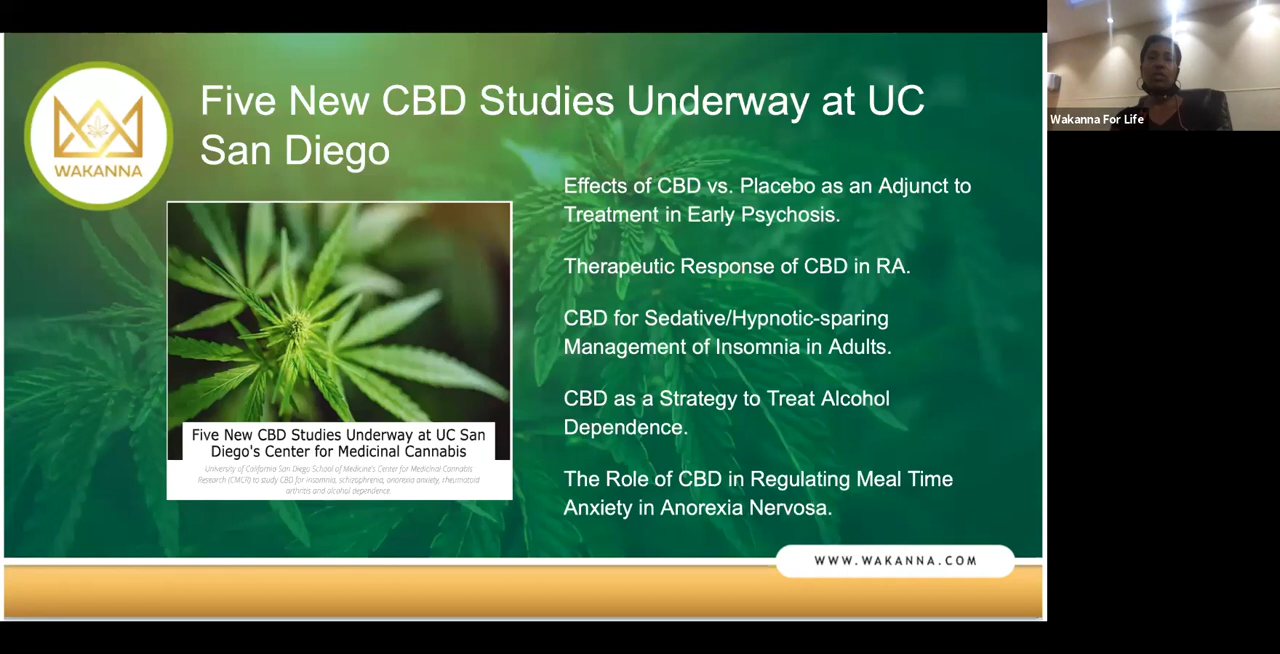 Five New CBD Studies Underway at UC
San Diego
WAKANNA
Effects of CBD vs. Placebo as an Adjunct to
Treatment in Early Psychosis.
Therapeutic Response of CBD in RA.
CBD for Sedative/Hypnotic-sparing
Management of Insomnia in Adults.
CBD as a Strategy to Treat Alcohol
Dependence.
The Role of CBD in Regulating Meal Time
Anxiety in Anorexia Nervosa.
Five New CBD Studies Underway at UC San
Diego's Center for Medicinal Cannabis
University of California San Diego School of Medicine's Center for Medicinal Cannabis
Research (CMCR) to study CBD for insomnia, schizophrenia, anorexia anxiety, rheumatoid
arthritis and alcohol dependence.
WWW.WAKANNA.COM
Wakanna For Life